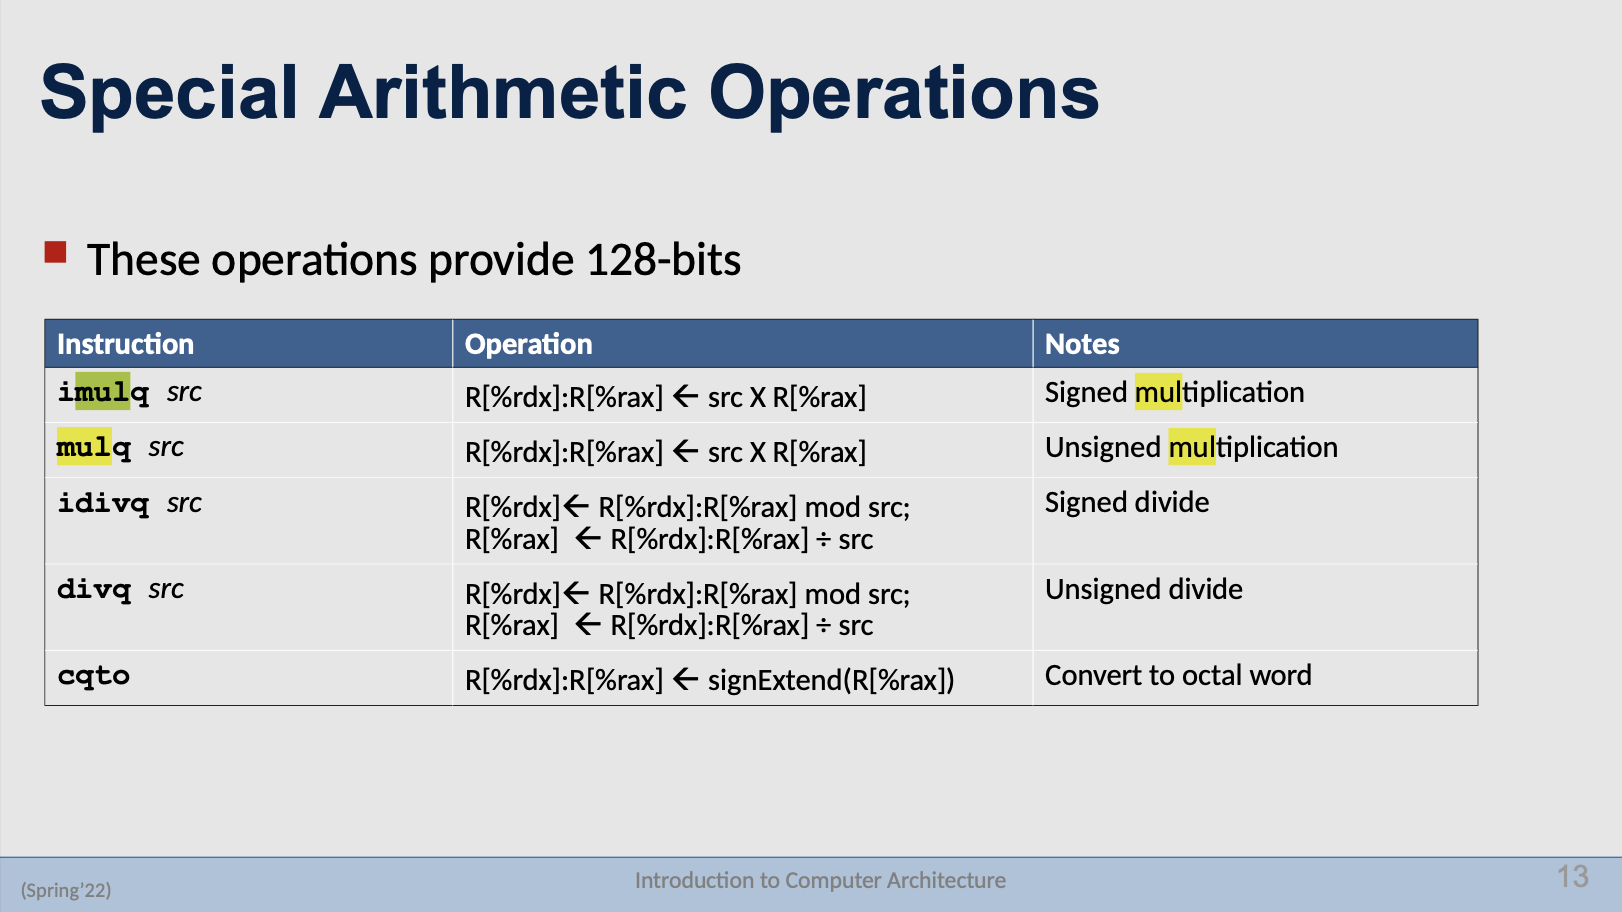 Special Arithmetic Operations
These operations provide 128-bits
Instruction Operation Notes
imulq src R[%rdx]:R[%rax] ← src X R[%rax] Signed multiplication
mulq src R[%rdx]:R[%rax] ← src X R[%rax] Unsigned multiplication
idivq src R[%rdx]← R[%rdx]:R[%rax] mod src; Signed divide
R[%rax] ← R[%rdx]:R[%rax] ÷ src
divq src R[%rdx]← R[%rdx]:R[%rax] mod src; Unsigned divide
R[%rax] ← R[%rdx]:R[%rax] ÷ src
cqto R[%rdx]:R[%rax] ← signExtend(R[%rax]) Convert to octal word
(Spring’22) Introduction to Computer Architecture 13